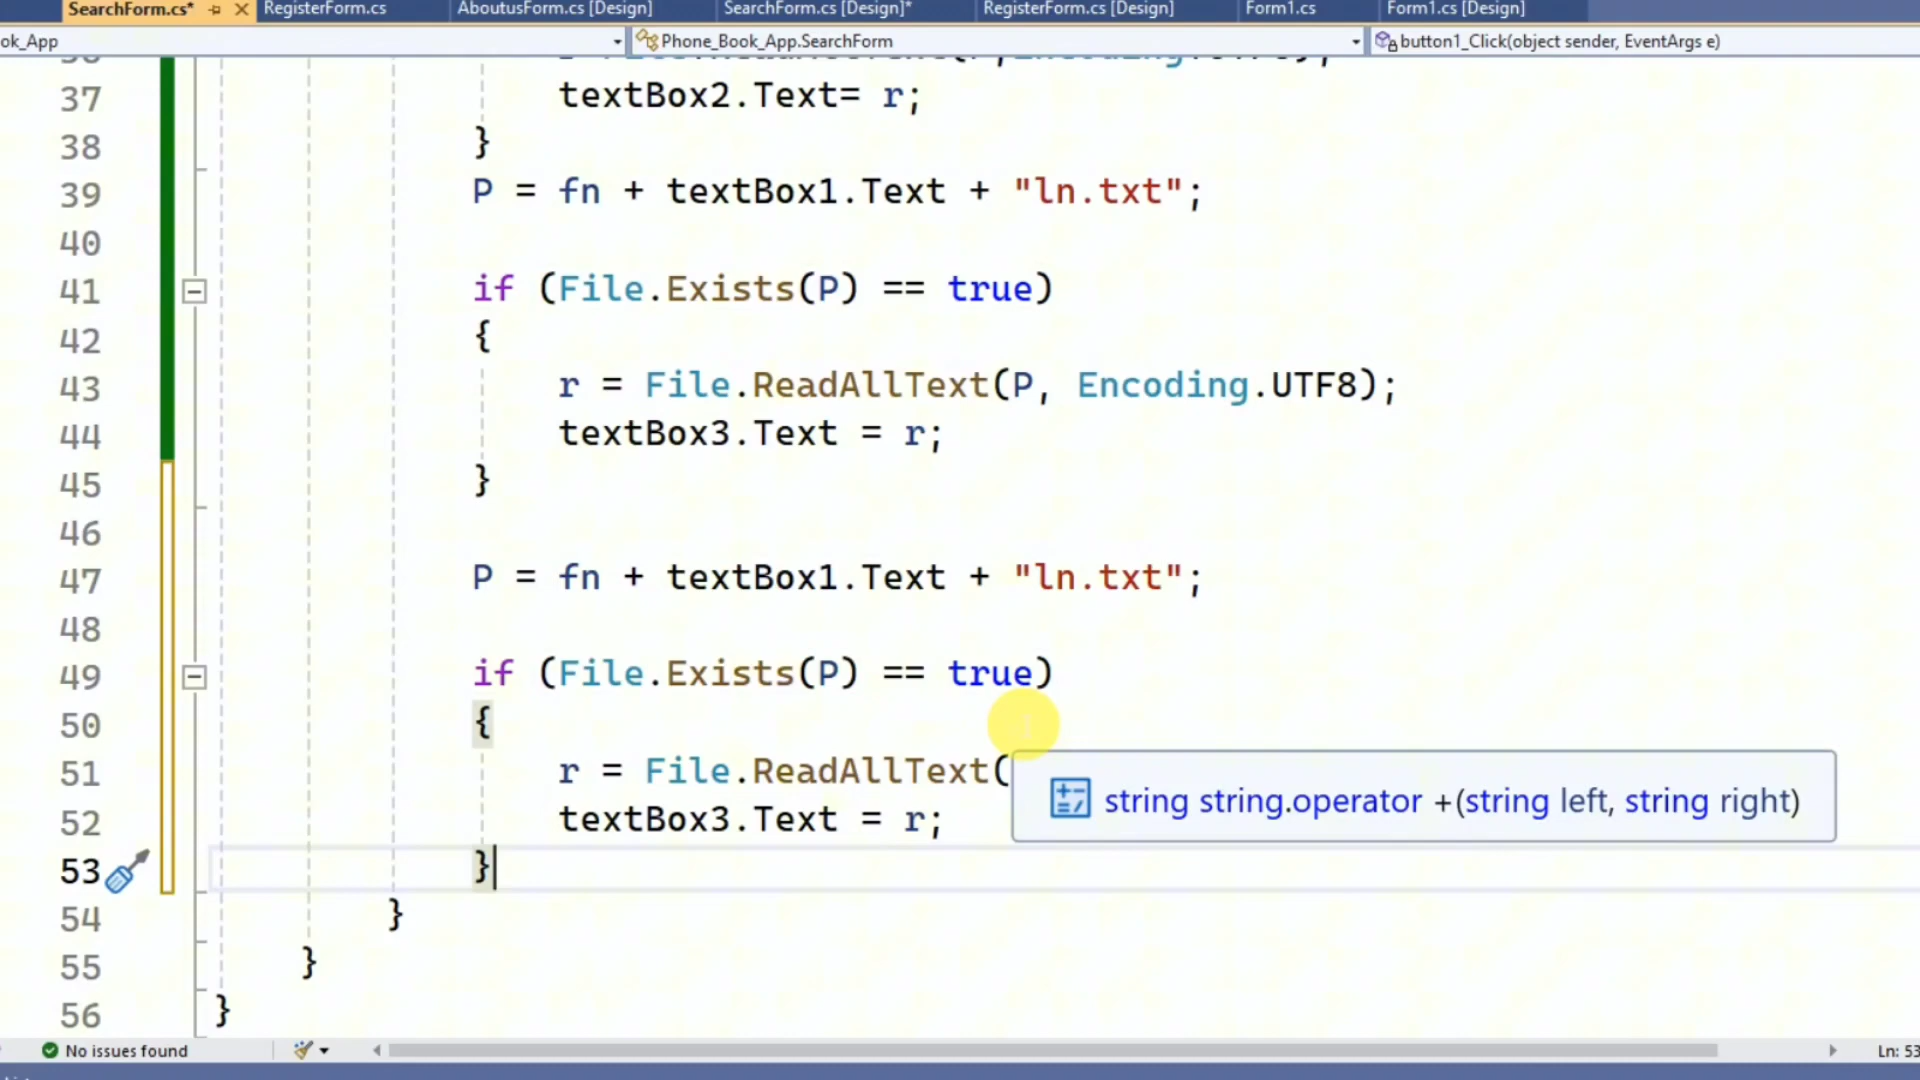 SearchForm.cs* RegisterForm.cs AboutusForm.cs [Design] SearchForm.cs [Design]* RegisterForm.cs [Design] Form1.cs Form1.cs [Design]
ok_App Phone_Book_App.SearchForm button1_Click(object sender, EventArgs e)
37 textBox2.Text= r;
38 }
39 P = fn + textBox1.Text + "ln.txt";
40
41 if (File.Exists(P) == true)
42 {
43 r = File.ReadAllText(P, Encoding.UTF8);
44 textBox3.Text = r;
45 }
46
47 P = fn + textBox1.Text + "ln.txt";
48
49 if (File.Exists(P) == true)
50 {
51 r = File.ReadAllText(
string string.operator +(string left, string right)
52 textBox3.Text = r;
53 }
54 }
55 }
56 }
No issues found Ln: 53